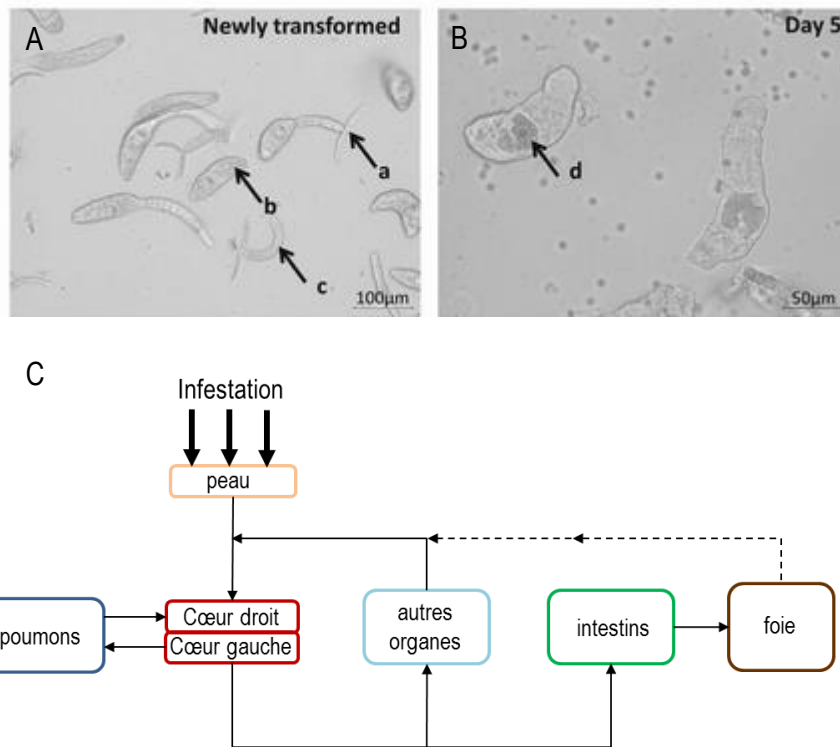 A
Newly transformed
a
b
c
100µm
B
Day 5
d
50µm
C
Infestation
peau
poumons
Cœur droit
Cœur gauche
autres
organes
intestins
foie